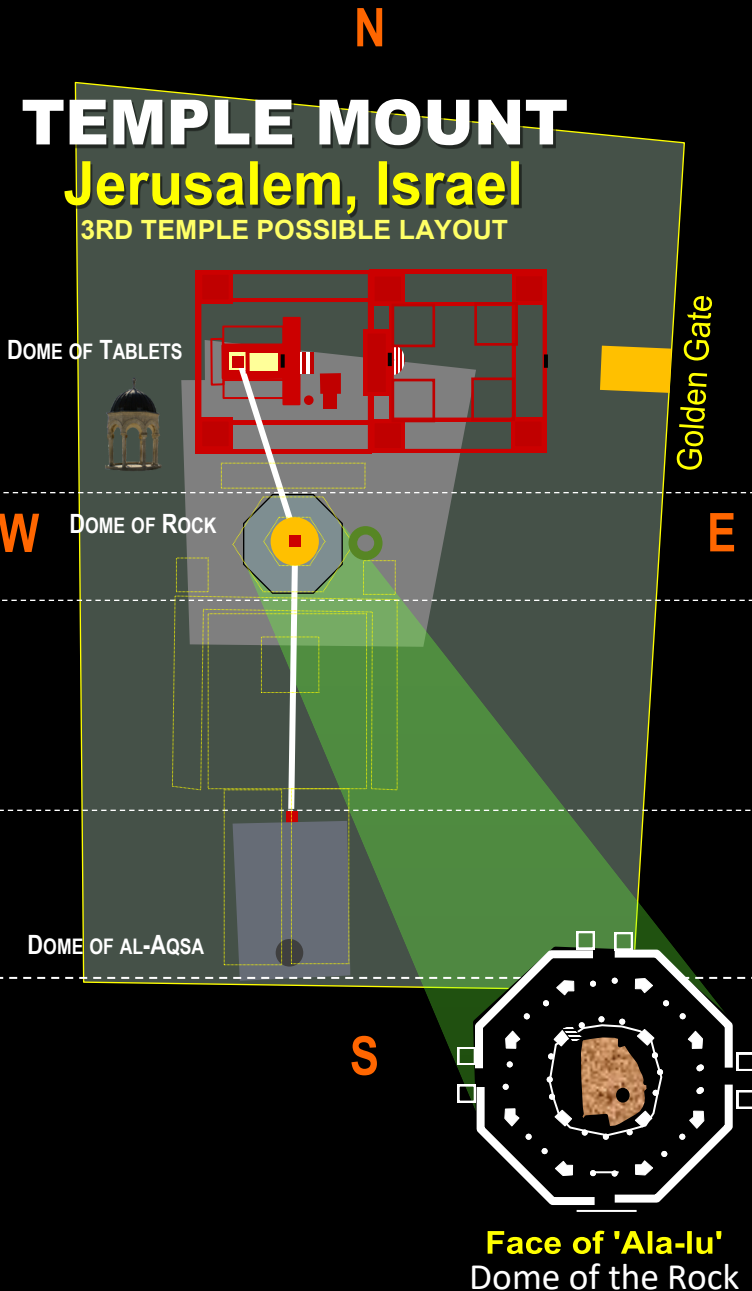 N
TEMPLE MOUNT
Jerusalem, Israel
3RD TEMPLE POSSIBLE LAYOUT
Golden Gate
DOME OF TABLETS
W
DOME OF ROCK
E
DOME OF AL-AQSA
S
Face of 'Ala-lu'
Dome of the Rock